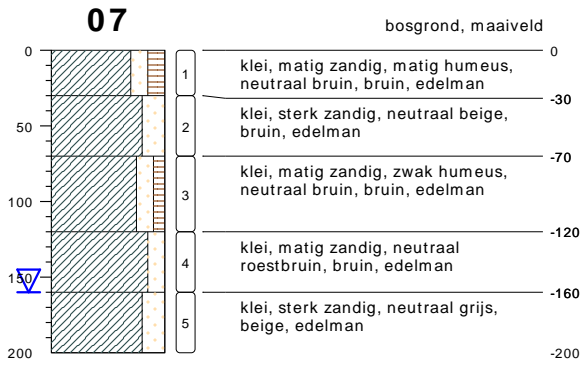 07
bosgrond, maaiveld
0
0
1
klei, matig zandig, matig humeus,
neutraal bruin, bruin, edelman
-30
50
2
klei, sterk zandig, neutraal beige,
bruin, edelman
-70
100
3
klei, matig zandig, zwak humeus,
neutraal bruin, bruin, edelman
-120
150
4
klei, matig zandig, neutraal
roestbruin, bruin, edelman
-160
5
klei, sterk zandig, neutraal grijs,
beige, edelman
200
-200